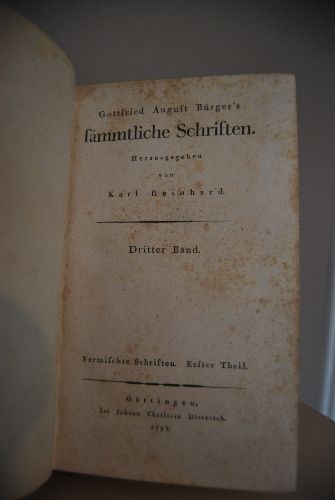 Gottfried Auguſt Bürger's
ſämmtliche Schriften.
Herausgegeben
von
Karl Reinhard.
Dritter Band.
Vermiſchte Schriften. Erſter Theil.
Göttingen,
bei Johann Chriſtian Dieterich.
1797.